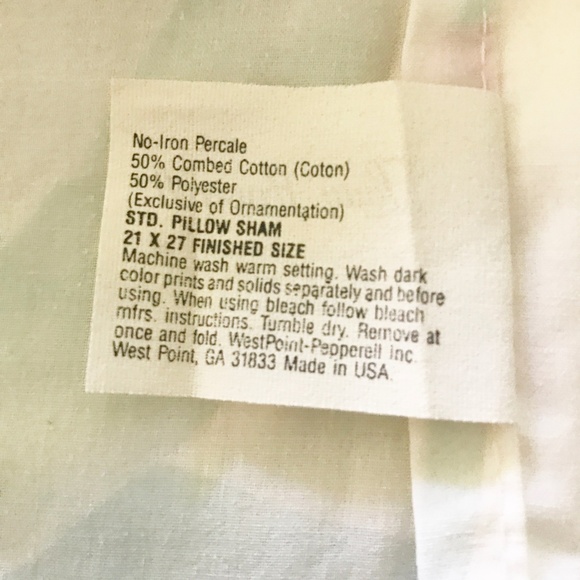 No-Iron Percale
50% Combed Cotton (Coton)
50% Polyester
(Exclusive of Ornamentation)
STD. PILLOW SHAM
21 X 27 FINISHED SIZE
Machine wash warm setting. Wash dark
color prints and solids separately and before
using. When using bleach follow bleach
mfrs. instructions. Tumble dry. Remove at
once and fold. WestPoint-Pepperell Inc.
West Point, GA 31833 Made in USA.